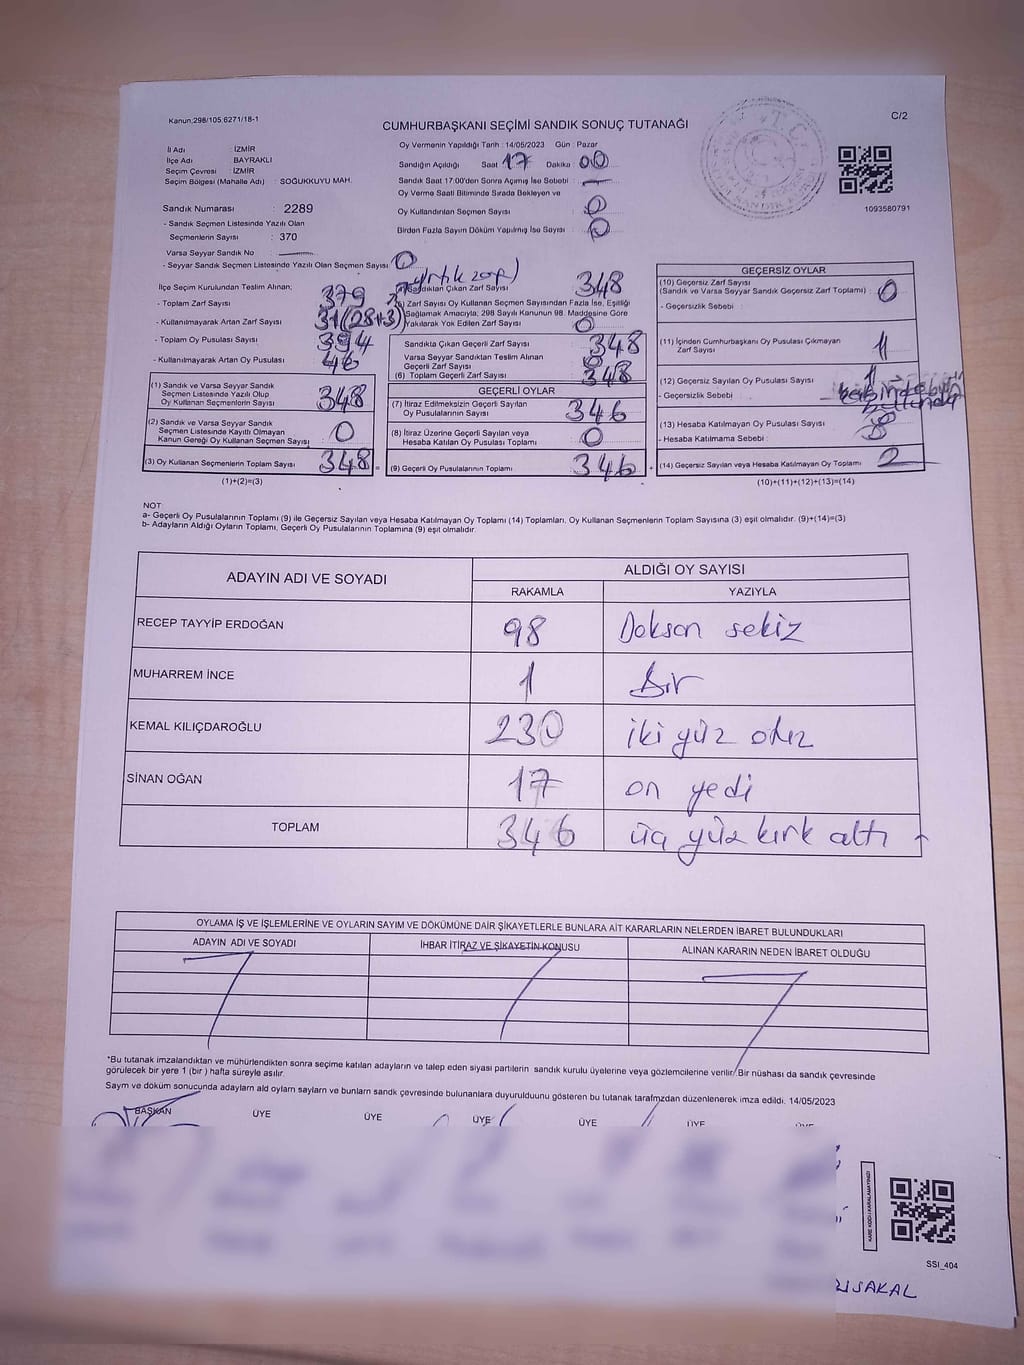 Kanun;298/105.6271/18-1
C/2
CUMHURBAŞKANI SEÇİMİ SANDIK SONUÇ TUTANAĞI
İl Adı : İZMİR
İlçe Adı : BAYRAKLI
Seçim Çevresi : İZMİR
Seçim Bölgesi (Mahalle Adı) : SOĞUKKUYU MAH.
Sandık Numarası : 2289
- Sandık Seçmen Listesinde Yazılı Olan
Seçmenlerin Sayısı : 370
Varsa Seyyar Sandık No
- Seyyar Sandık Seçmen Listesinde Yazılı Olan Seçmen Sayısı : 0
Oy Vermenin Yapıldığı Tarih : 14/05/2023 Gün : Pazar
Sandığın Açıldığı Saat 17 Dakika 00
Sandık Saat 17.00'den Sonra Açımış İse Sebebi : —
Oy Verme Saati Bitiminde Sırada Bekleyen ve
Oy Kullandırılan Seçmen Sayısı : 0
Birden Fazla Sayım Döküm Yapılmış İse Sayısı : 0
1093580791
İlçe Seçim Kurulundan Teslim Alınan;
- Toplam Zarf Sayısı 379
- Kullanılmayarak Artan Zarf Sayısı 31(28+3)
- Toplam Oy Pusulası Sayısı 394
- Kullanılmayarak Artan Oy Pusulası 46
(1) Sandık ve Varsa Seyyar Sandık
Seçmen Listesinde Yazılı Olup
Oy Kullanan Seçmenlerin Sayısı 348
(2) Sandık ve Varsa Seyyar Sandık
Seçmen Listesinde Kayıtlı Olmayan
Kanun Gereği Oy Kullanan Seçmen Sayısı 0
(3) Oy Kullanan Seçmenlerin Toplam Sayısı 348
(1)+(2)=(3)
yırtık zarf)
Sandıktan Çıkan Zarf Sayısı 348
Zarf Sayısı Oy Kullanan Seçmen Sayısından Fazla İse, Eşitliği
Sağlamak Amacıyla; 298 Sayılı Kanunun 98. Maddesine Göre
Yakılarak Yok Edilen Zarf Sayısı 0
Sandıkta Çıkan Geçerli Zarf Sayısı 348
Varsa Seyyar Sandıktan Teslim Alınan
Geçerli Zarf Sayısı 0
(6) Toplam Geçerli Zarf Sayısı 348
GEÇERLİ OYLAR
(7) İtiraz Edilmeksizin Geçerli Sayılan
Oy Pusulalarının Sayısı 346
(8) İtiraz Üzerine Geçerli Sayılan veya
Hesaba Katılan Oy Pusulası Toplamı 0
(9) Geçerli Oy Pusulalarının Toplamı 346
GEÇERSİZ OYLAR
(10) Geçersiz Zarf Sayısı
(Sandık ve Varsa Seyyar Sandık Geçersiz Zarf Toplamı) : 0
- Geçersizlik Sebebi :
(11) İçinden Cumhurbaşkanı Oy Pusulası Çıkmayan
Zarf Sayısı 1
(12) Geçersiz Sayılan Oy Pusulası Sayısı 1
- Geçersizlik Sebebi
(13) Hesaba Katılmayan Oy Pusulası Sayısı :
- Hesaba Katılmama Sebebi :
(14) Geçersiz Sayılan veya Hesaba Katılmayan Oy Toplamı 2
(10)+(11)+(12)+(13)=(14)
NOT:
a- Geçerli Oy Pusulalarının Toplamı (9) ile Geçersiz Sayılan veya Hesaba Katılmayan Oy Toplamı (14) Toplamları, Oy Kullanan Seçmenlerin Toplam Sayısına (3) eşit olmalıdır. (9)+(14)=(3)
b- Adayların Aldığı Oyların Toplamı, Geçerli Oy Pusulalarının Toplamına (9) eşit olmalıdır.
ADAYIN ADI VE SOYADI ALDIĞI OY SAYISI
RAKAMLA YAZIYLA
RECEP TAYYİP ERDOĞAN 98 Doksan sekiz
MUHARREM İNCE 1 Bir
KEMAL KILIÇDAROĞLU 230 iki yüz otuz
SİNAN OĞAN 17 on yedi
TOPLAM 346 üç yüz kırk altı
OYLAMA İŞ VE İŞLEMLERİNE VE OYLARIN SAYIM VE DÖKÜMÜNE DAİR ŞİKAYETLERLE BUNLARA AİT KARARLARIN NELERDEN İBARET BULUNDUKLARI
ADAYIN ADI VE SOYADI İHBAR İTİRAZ VE ŞİKAYETİN KONUSU ALINAN KARARIN NEDEN İBARET OLDUĞU
*Bu tutanak imzalandıktan ve mühürlendikten sonra seçime katılan adayların ve talep eden siyasi partilerin sandık kurulu üyelerine veya gözlemcilerine verilir. Bir nüshası da sandık çevresinde
görülecek bir yere 1 (bir ) hafta süreyle asılır.
Sayım ve döküm sonucunda adayların ald oyların sayların ve bunların sandk çevresinde bulunanlara duyurulduunu gösteren bu tutanak tarafmzdan düzenlenerek imza edildi. 14/05/2023
BAŞKAN ÜYE ÜYE ÜYE ÜYE ÜYE
KARE KODU KARALAMAYINIZ
SSI_404